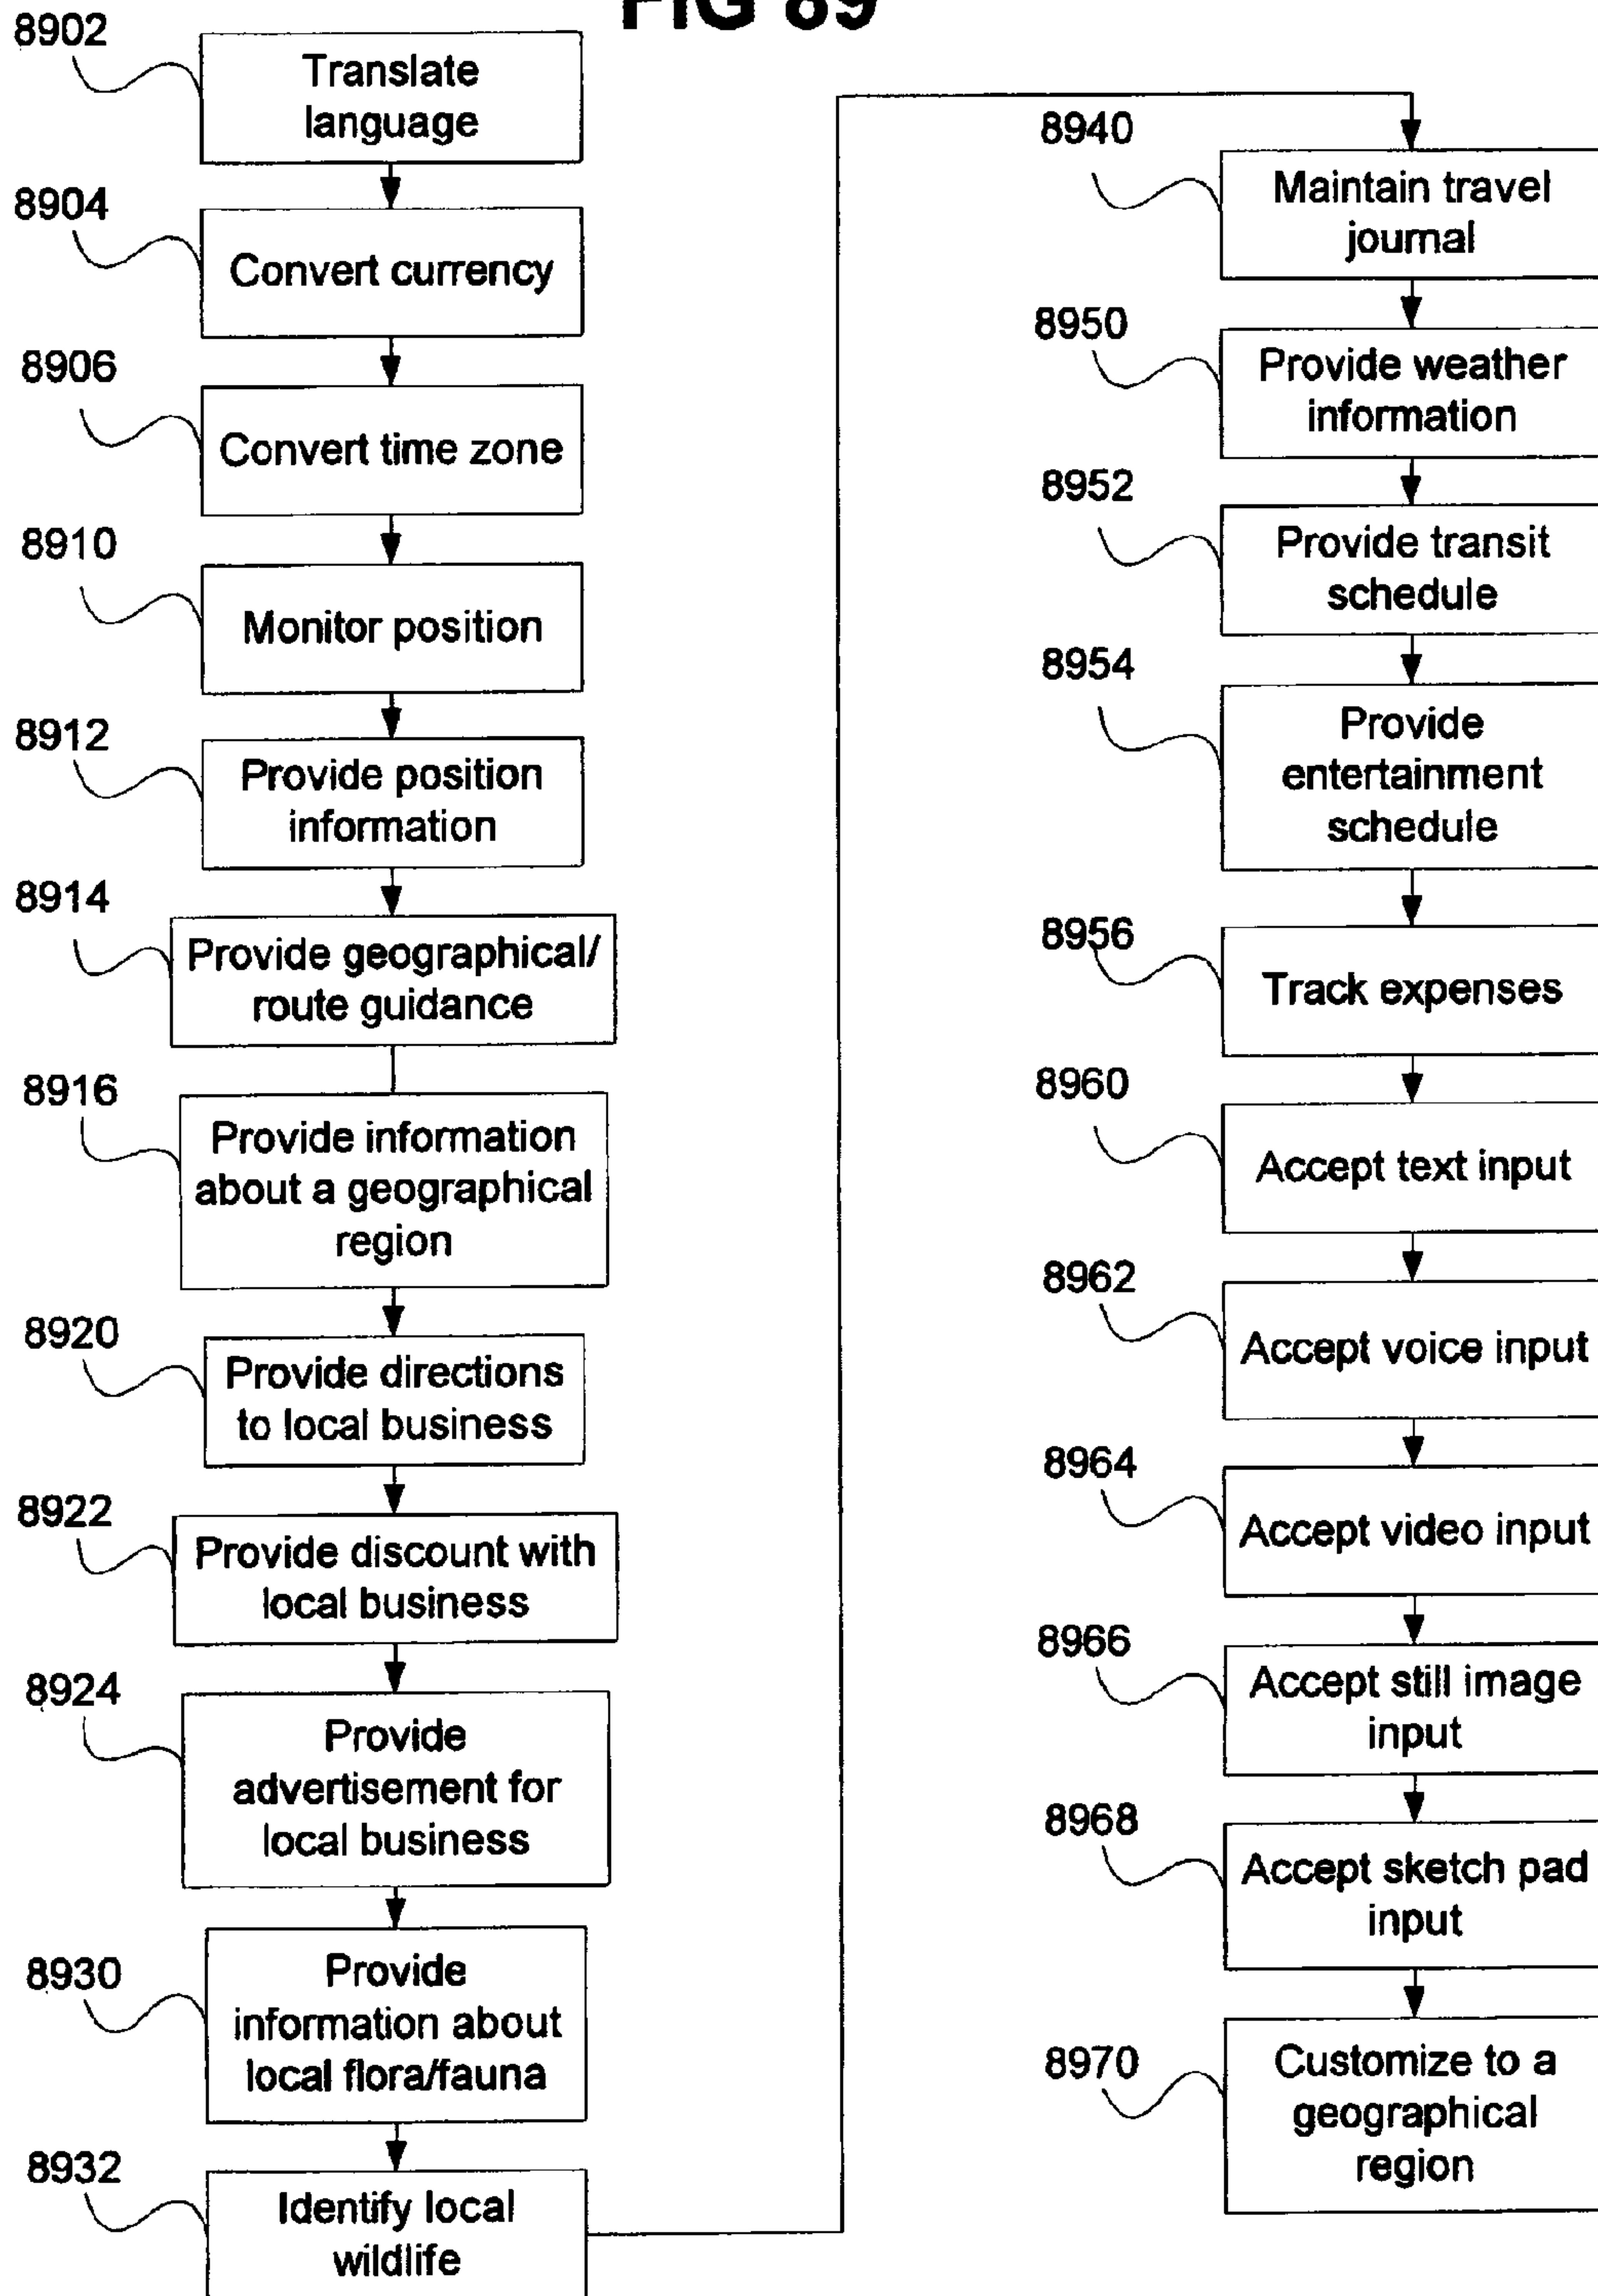 FIG 89
8902
Translate
language
8904
Convert currency
8906
Convert time zone
8910
Monitor position
8912
Provide position
information
8914
Provide geographical/
route guidance
8916
Provide information
about a geographical
region
8920
Provide directions
to local business
8922
Provide discount with
local business
8924
Provide
advertisement for
local business
8930
Provide
information about
local flora/fauna
8932
Identify local
wildlife
8940
Maintain travel
journal
8950
Provide weather
information
8952
Provide transit
schedule
8954
Provide
entertainment
schedule
8956
Track expenses
8960
Accept text input
8962
Accept voice input
8964
Accept video input
8966
Accept still image
input
8968
Accept sketch pad
input
8970
Customize to a
geographical
region